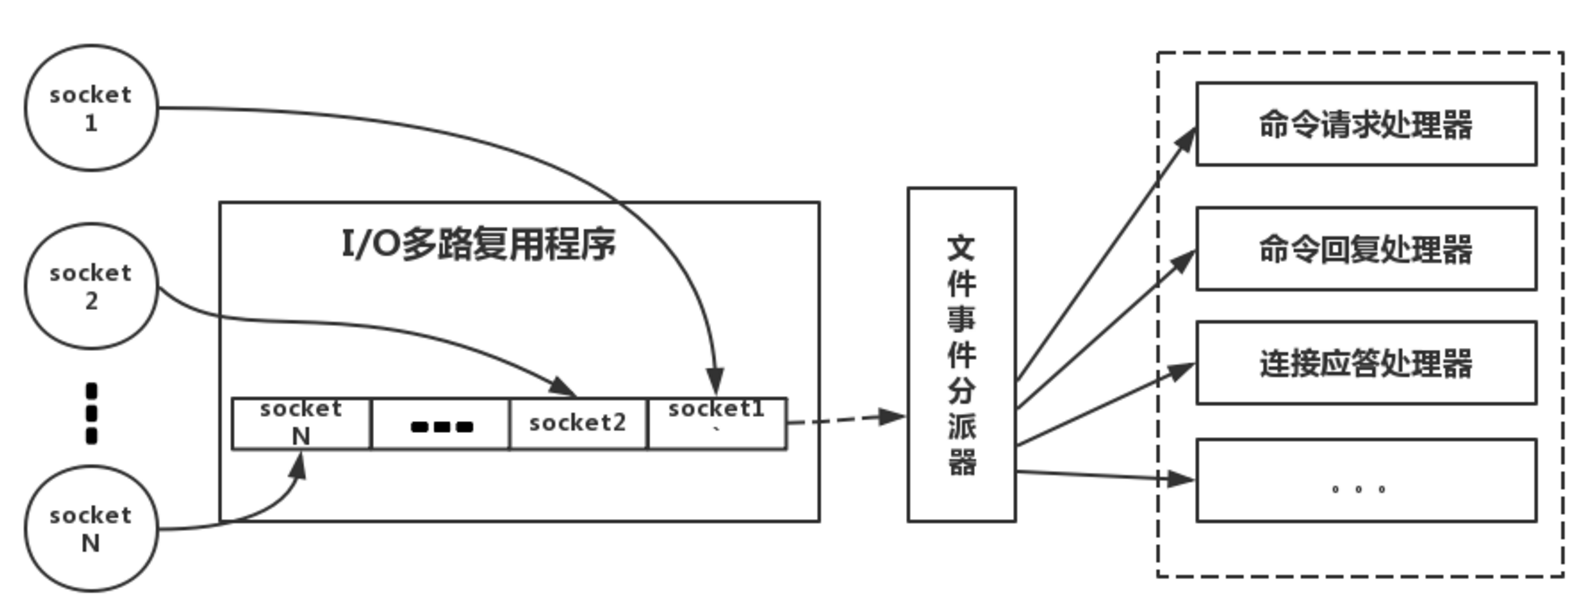 socket
1
socket
2
socket
N
I/O多路复用程序
socket
N
socket2
socket1
`
文件事件分派器
命令请求处理器
命令回复处理器
连接应答处理器
。。。